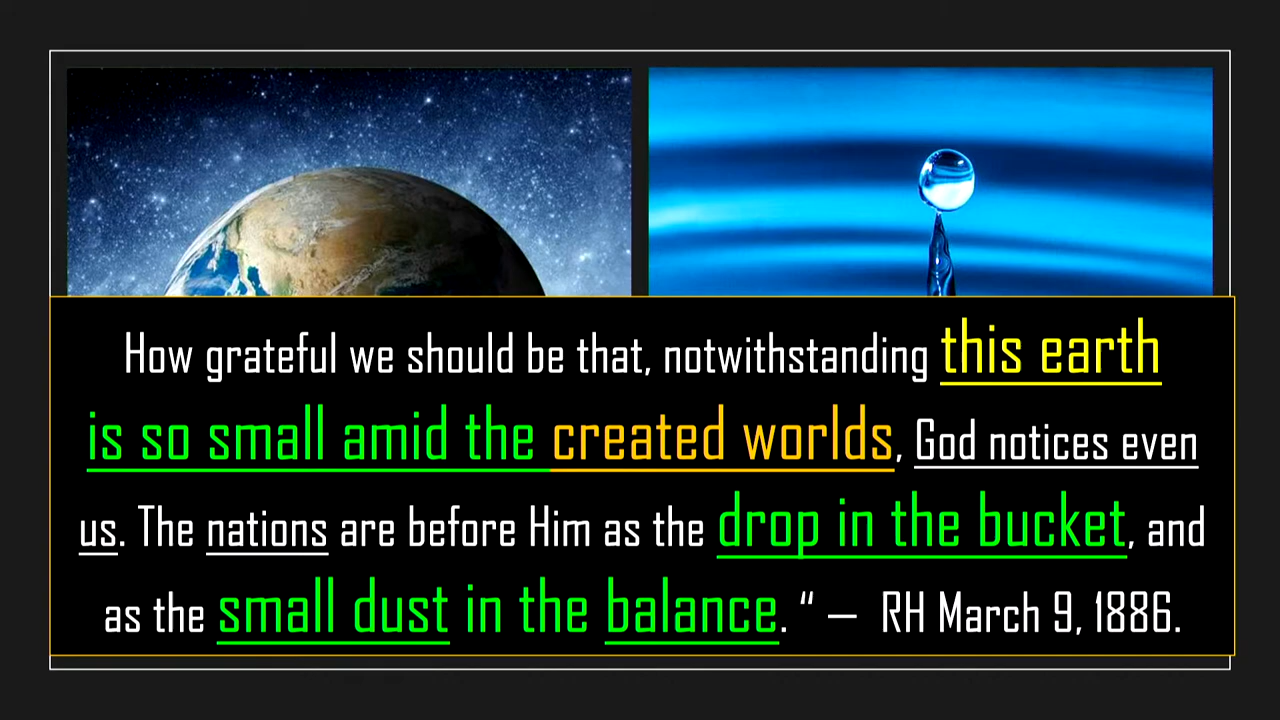 How grateful we should be that, notwithstanding this earth
is so small amid the created worlds, God notices even
us. The nations are before Him as the drop in the bucket, and
as the small dust in the balance. “ – RH March 9, 1886.